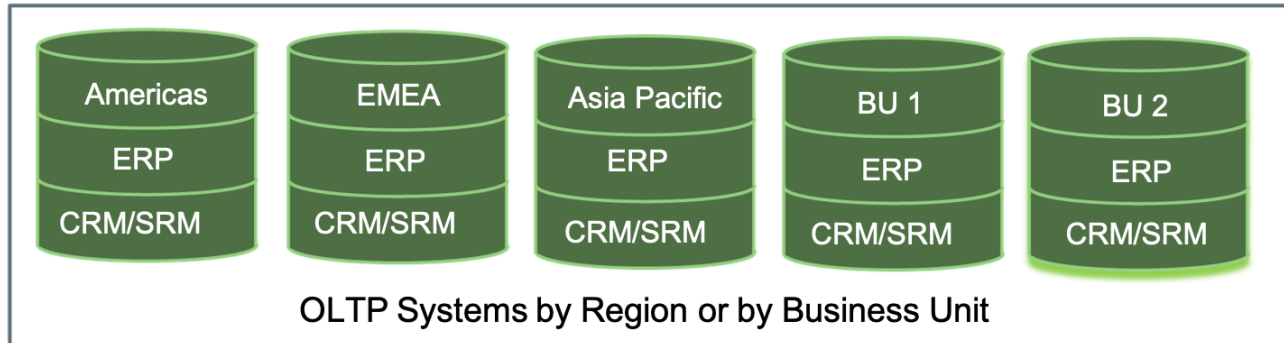 Americas
ERP
CRM/SRM
EMEA
ERP
CRM/SRM
Asia Pacific
ERP
CRM/SRM
BU 1
ERP
CRM/SRM
BU 2
ERP
CRM/SRM
OLTP Systems by Region or by Business Unit